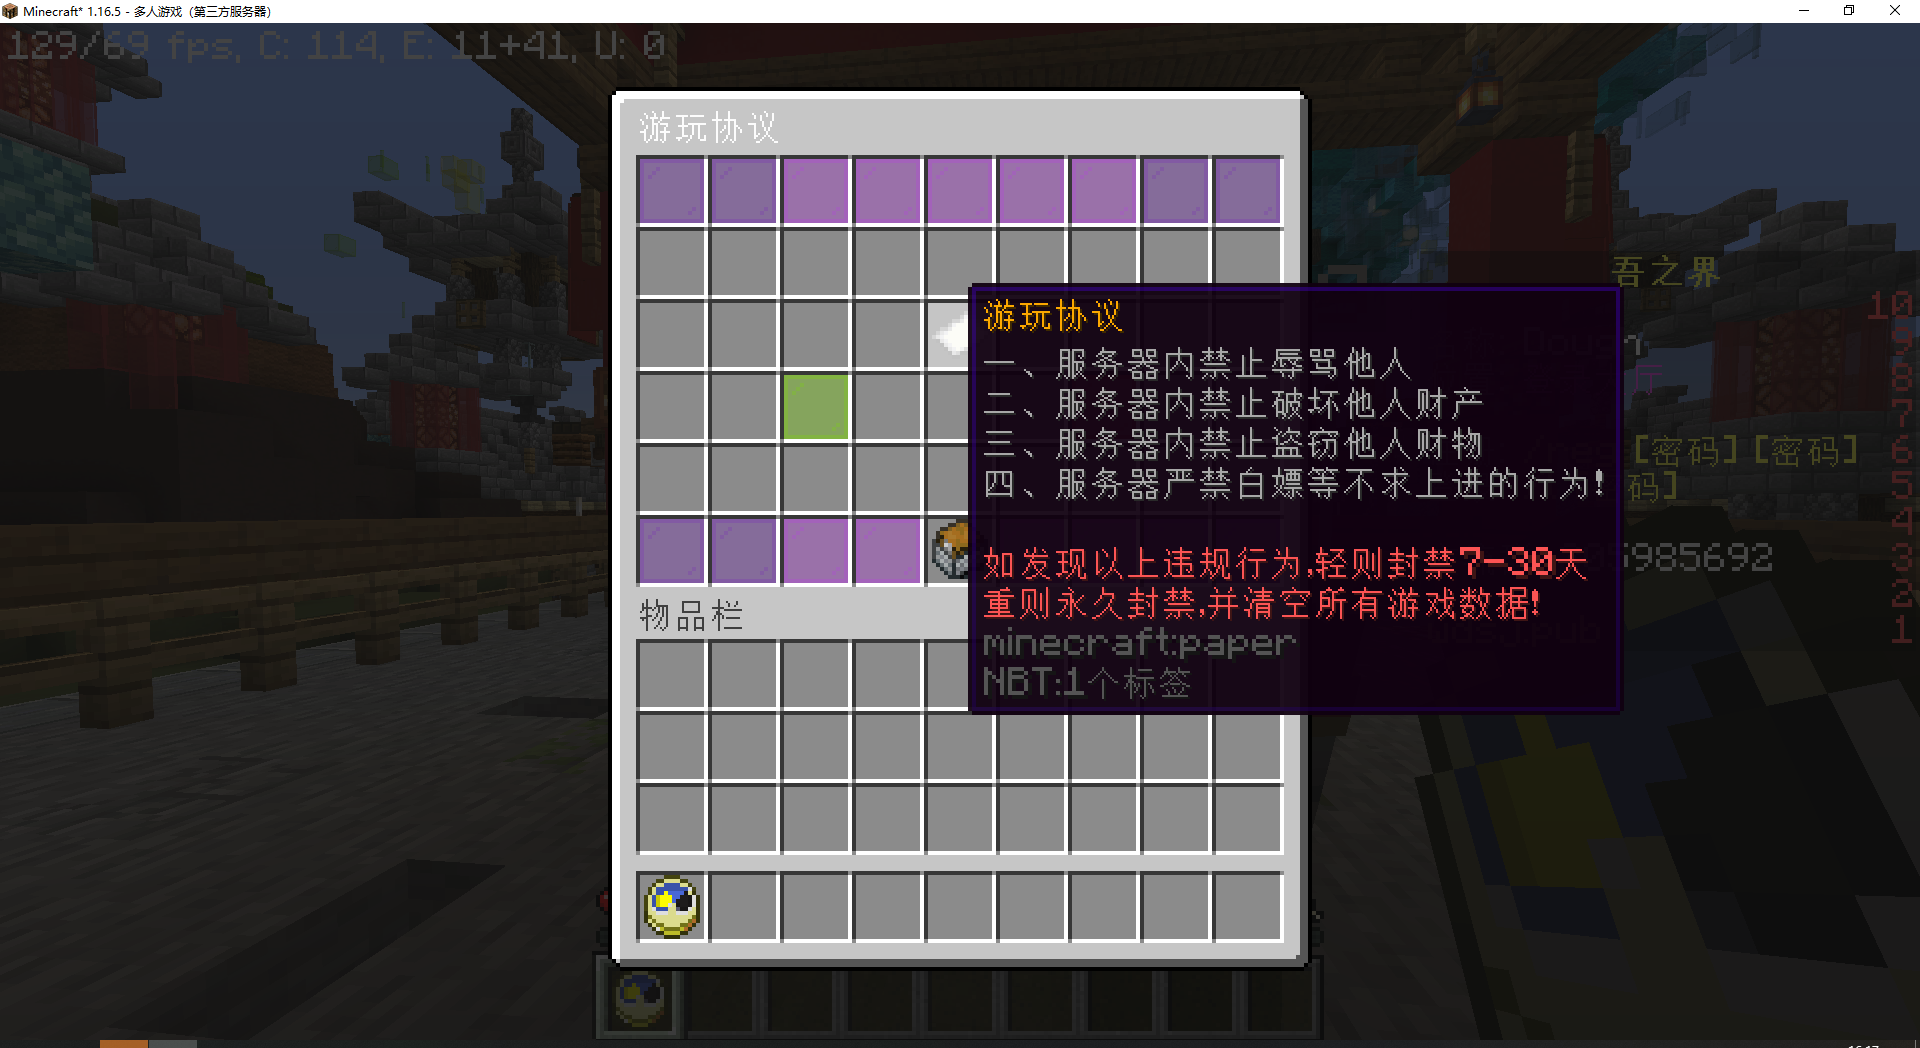 Minecraft* 1.16.5 - 多人游戏（第三方服务器）
129/69 fps, C: 114, E: 11+41, U: 0
游玩协议
吾之界
游玩协议
一、服务器内禁止辱骂他人
二、服务器内禁止破坏他人财产
三、服务器内禁止盗窃他人财物
四、服务器严禁白嫖等不求上进的行为!
如发现以上违规行为,轻则封禁7-30天
重则永久封禁,并清空所有游戏数据!
minecraft:paper
NBT:1个标签
物品栏
厅
[密码] [密码]
码]
5985692
10
9
8
7
6
5
4
3
2
1